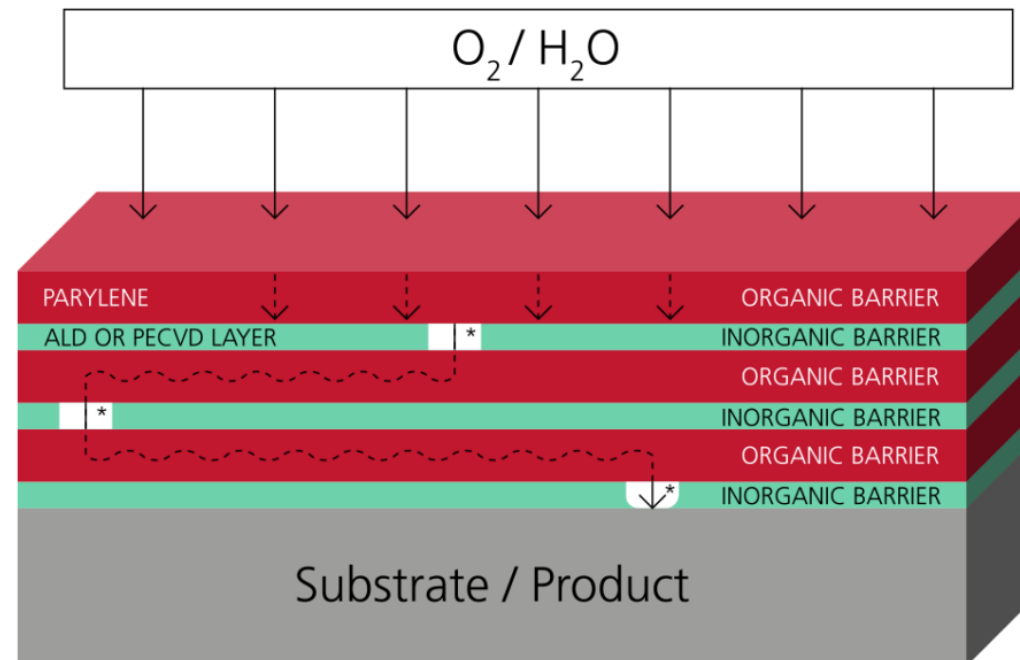 O₂ / H₂O
PARYLENE ORGANIC BARRIER
ALD OR PECVD LAYER * INORGANIC BARRIER
ORGANIC BARRIER
* INORGANIC BARRIER
ORGANIC BARRIER
* INORGANIC BARRIER
Substrate / Product